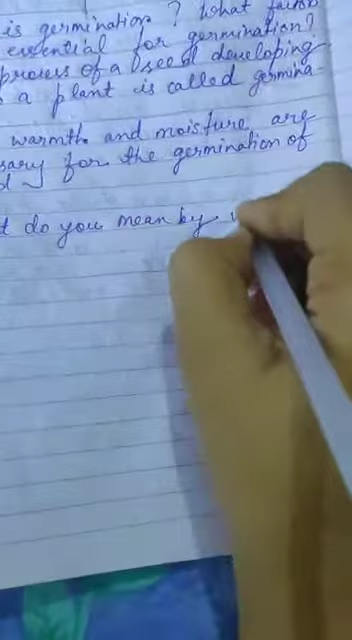 is germination? What factors
essential for germination?
process of a seed developing
a plant is called germina
warmth and moisture are
sary for the germination of
d
t do you mean by